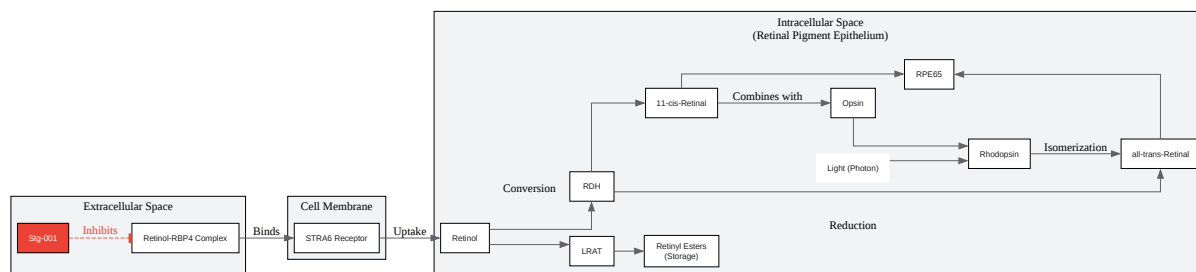 Intracellular Space
(Retinal Pigment Epithelium)
RPE65
11-cis-Retinal
Combines with
Opsin
Light (Photon)
Rhodopsin
Isomerization
all-trans-Retinal
Conversion
RDH
Reduction
Extracellular Space
Stg-001
Inhibits
Retinol-RBP4 Complex
Binds
Cell Membrane
STRA6 Receptor
Uptake
Retinol
LRAT
Retinyl Esters
(Storage)